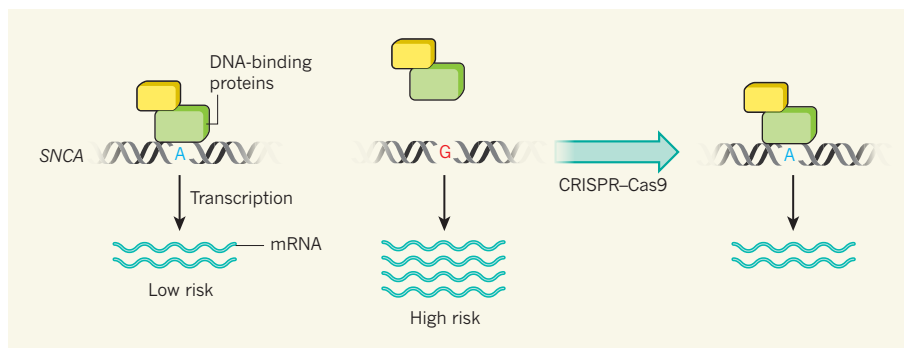 DNA-binding
proteins
SNCA
A
G
A
CRISPR–Cas9
Transcription
mRNA
Low risk
High risk